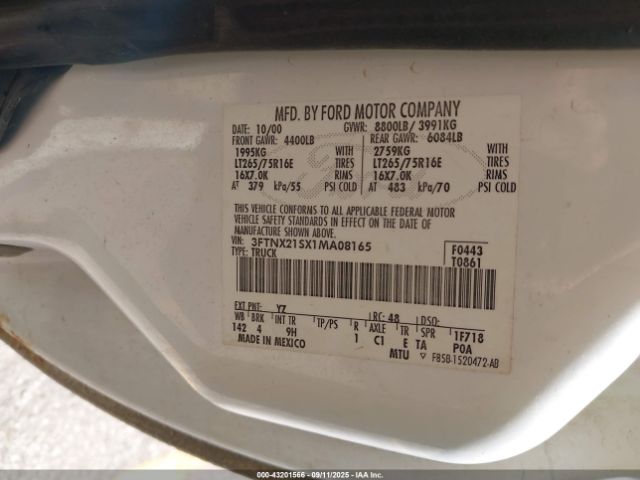 MFD. BY FORD MOTOR COMPANY
DATE: 10/00 GVWR: 8800LB/ 3991KG
FRONT GAWR: 4400LB REAR GAWR: 6084LB
1995KG WITH 2759KG WITH
LT265/75R16E TIRES LT265/75R16E TIRES
16X7.0K RIMS 16X7.0K RIMS
AT 379 kPa/55 PSI COLD AT 483 kPa/70 PSI COLD
THIS VEHICLE CONFORMS TO ALL APPLICABLE FEDERAL MOTOR
VEHICLE SAFETY STANDARDS IN EFFECT ON THE DATE OF
MANUFACTURE SHOWN ABOVE.
VIN: 3FTNX21SX1MA08165 F0443
TYPE: TRUCK T0861
EXT PNT: YZ RC: 48 DSO:
WB BRK INT TR TP/PS R AXLE TR SPR 1F718
142 4 9H 1 C1 E TA P0A
MADE IN MEXICO MTU ▽ F85B-1520472-AB
000-43201566 - 09/11/2025 - IAAI.CA